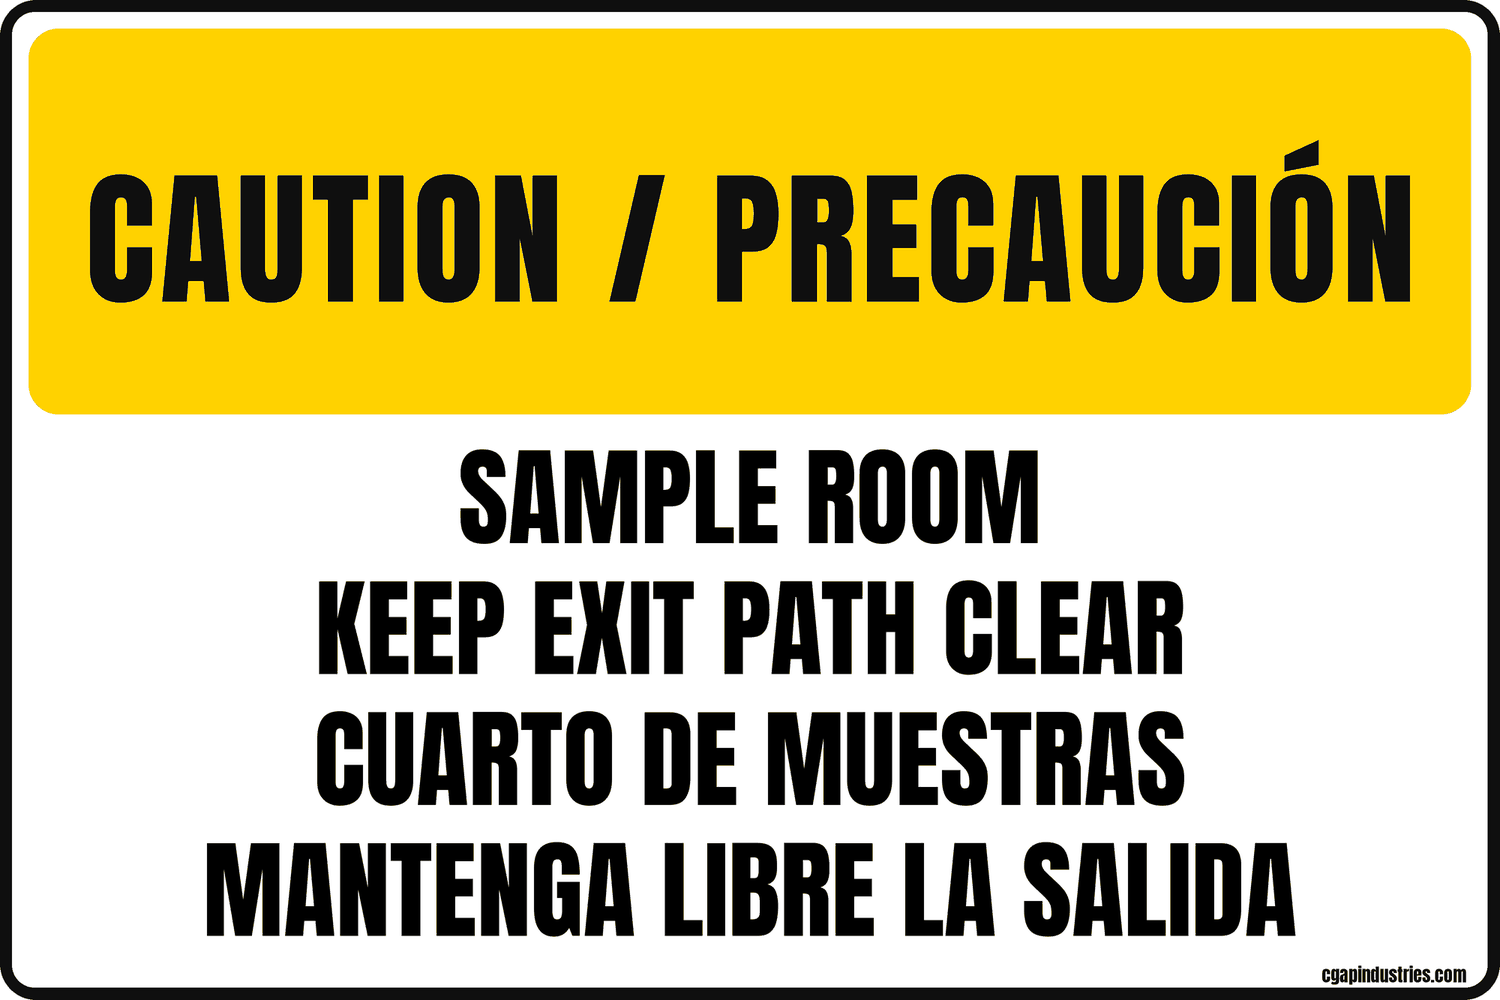 CAUTION / PRECAUCIÓN
SAMPLE ROOM
KEEP EXIT PATH CLEAR
CUARTO DE MUESTRAS
MANTENGA LIBRE LA SALIDA
cgapindustries.com